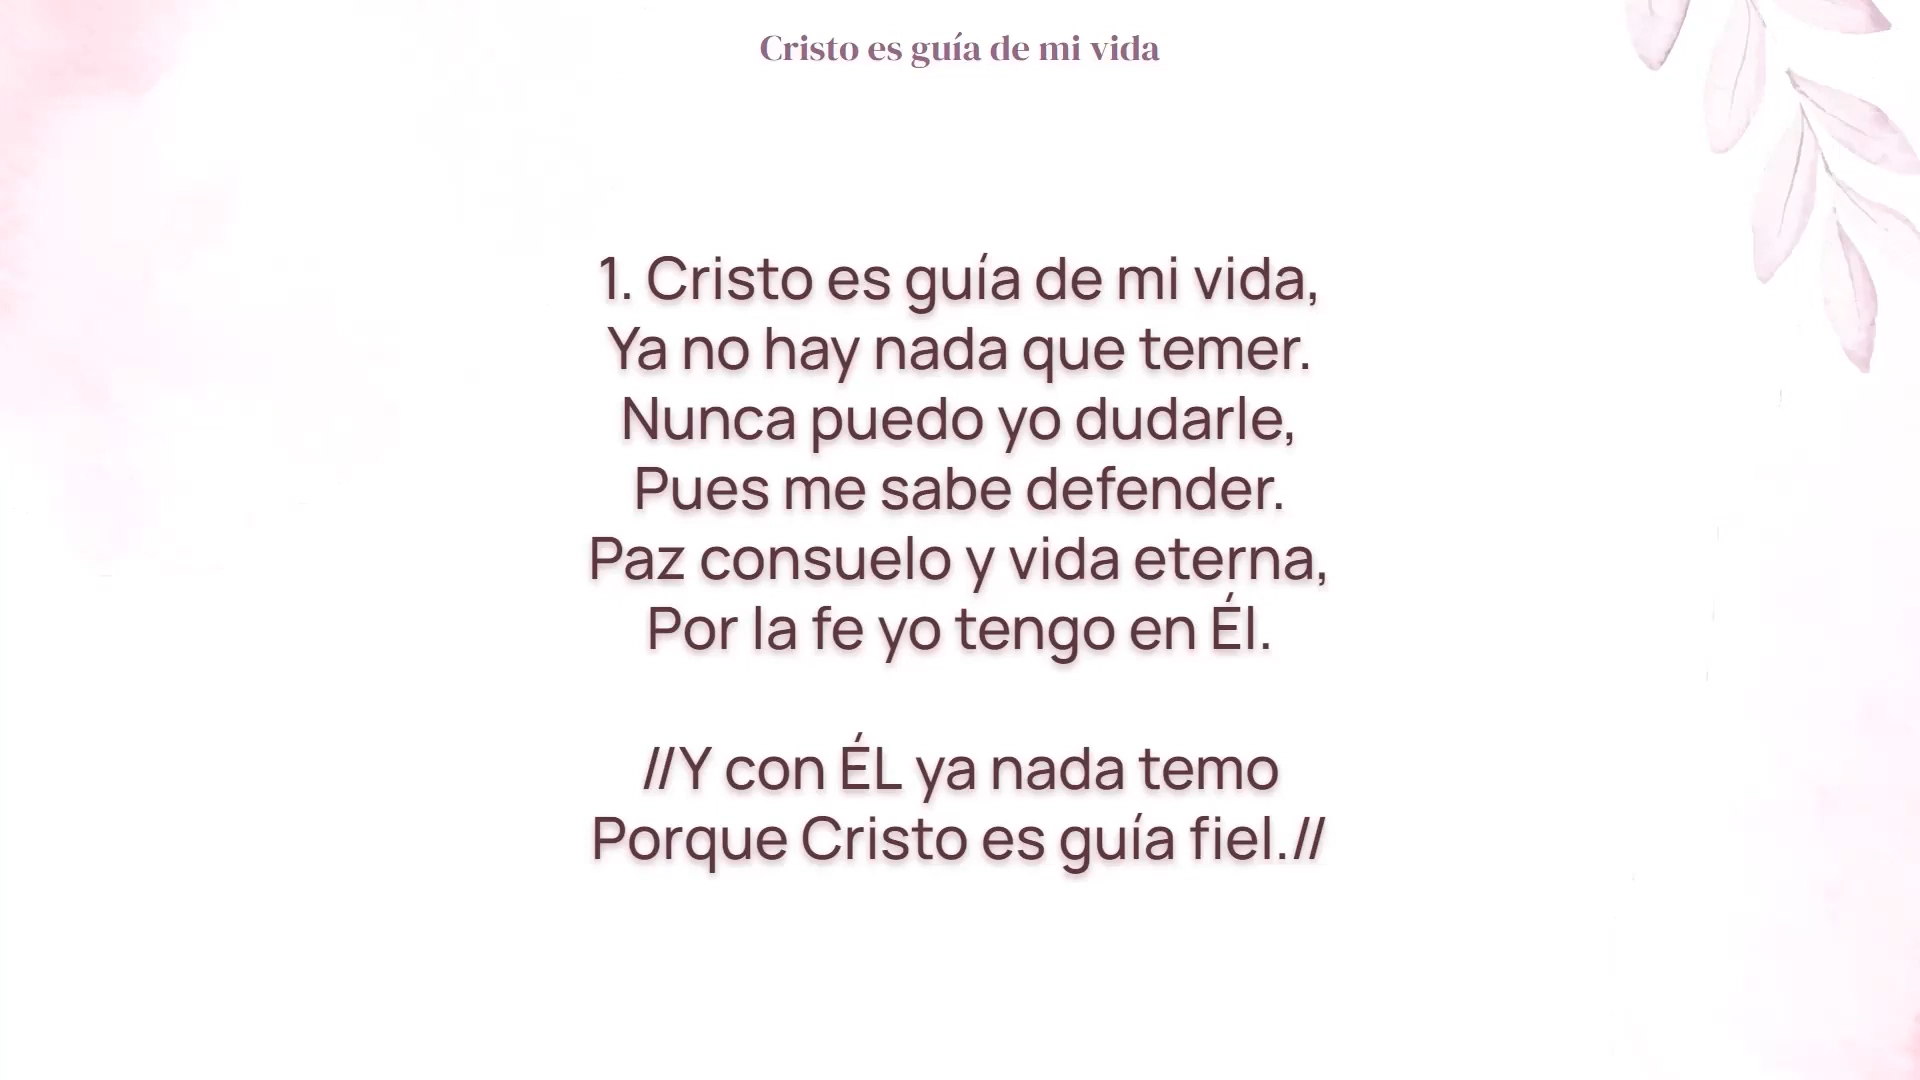 Cristo es guía de mi vida
1. Cristo es guía de mi vida,
Ya no hay nada que temer.
Nunca puedo yo dudarle,
Pues me sabe defender.
Paz consuelo y vida eterna,
Por la fe yo tengo en Él.
//Y con ÉL ya nada temo
Porque Cristo es guía fiel.//